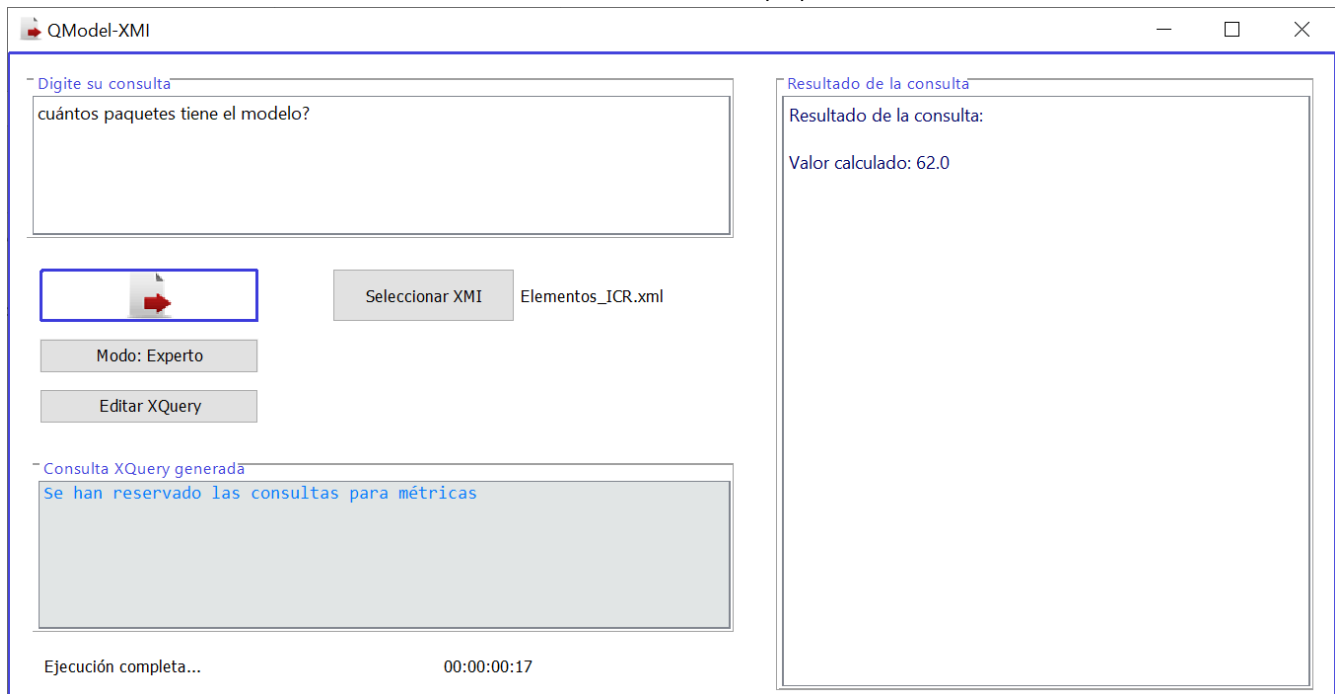 QModel-XMI
Digite su consulta
cuántos paquetes tiene el modelo?
Seleccionar XMI
Elementos_ICR.xml
Modo: Experto
Editar XQuery
Consulta XQuery generada
Se han reservado las consultas para métricas
Ejecución completa...
00:00:00:17
Resultado de la consulta
Resultado de la consulta:
Valor calculado: 62.0